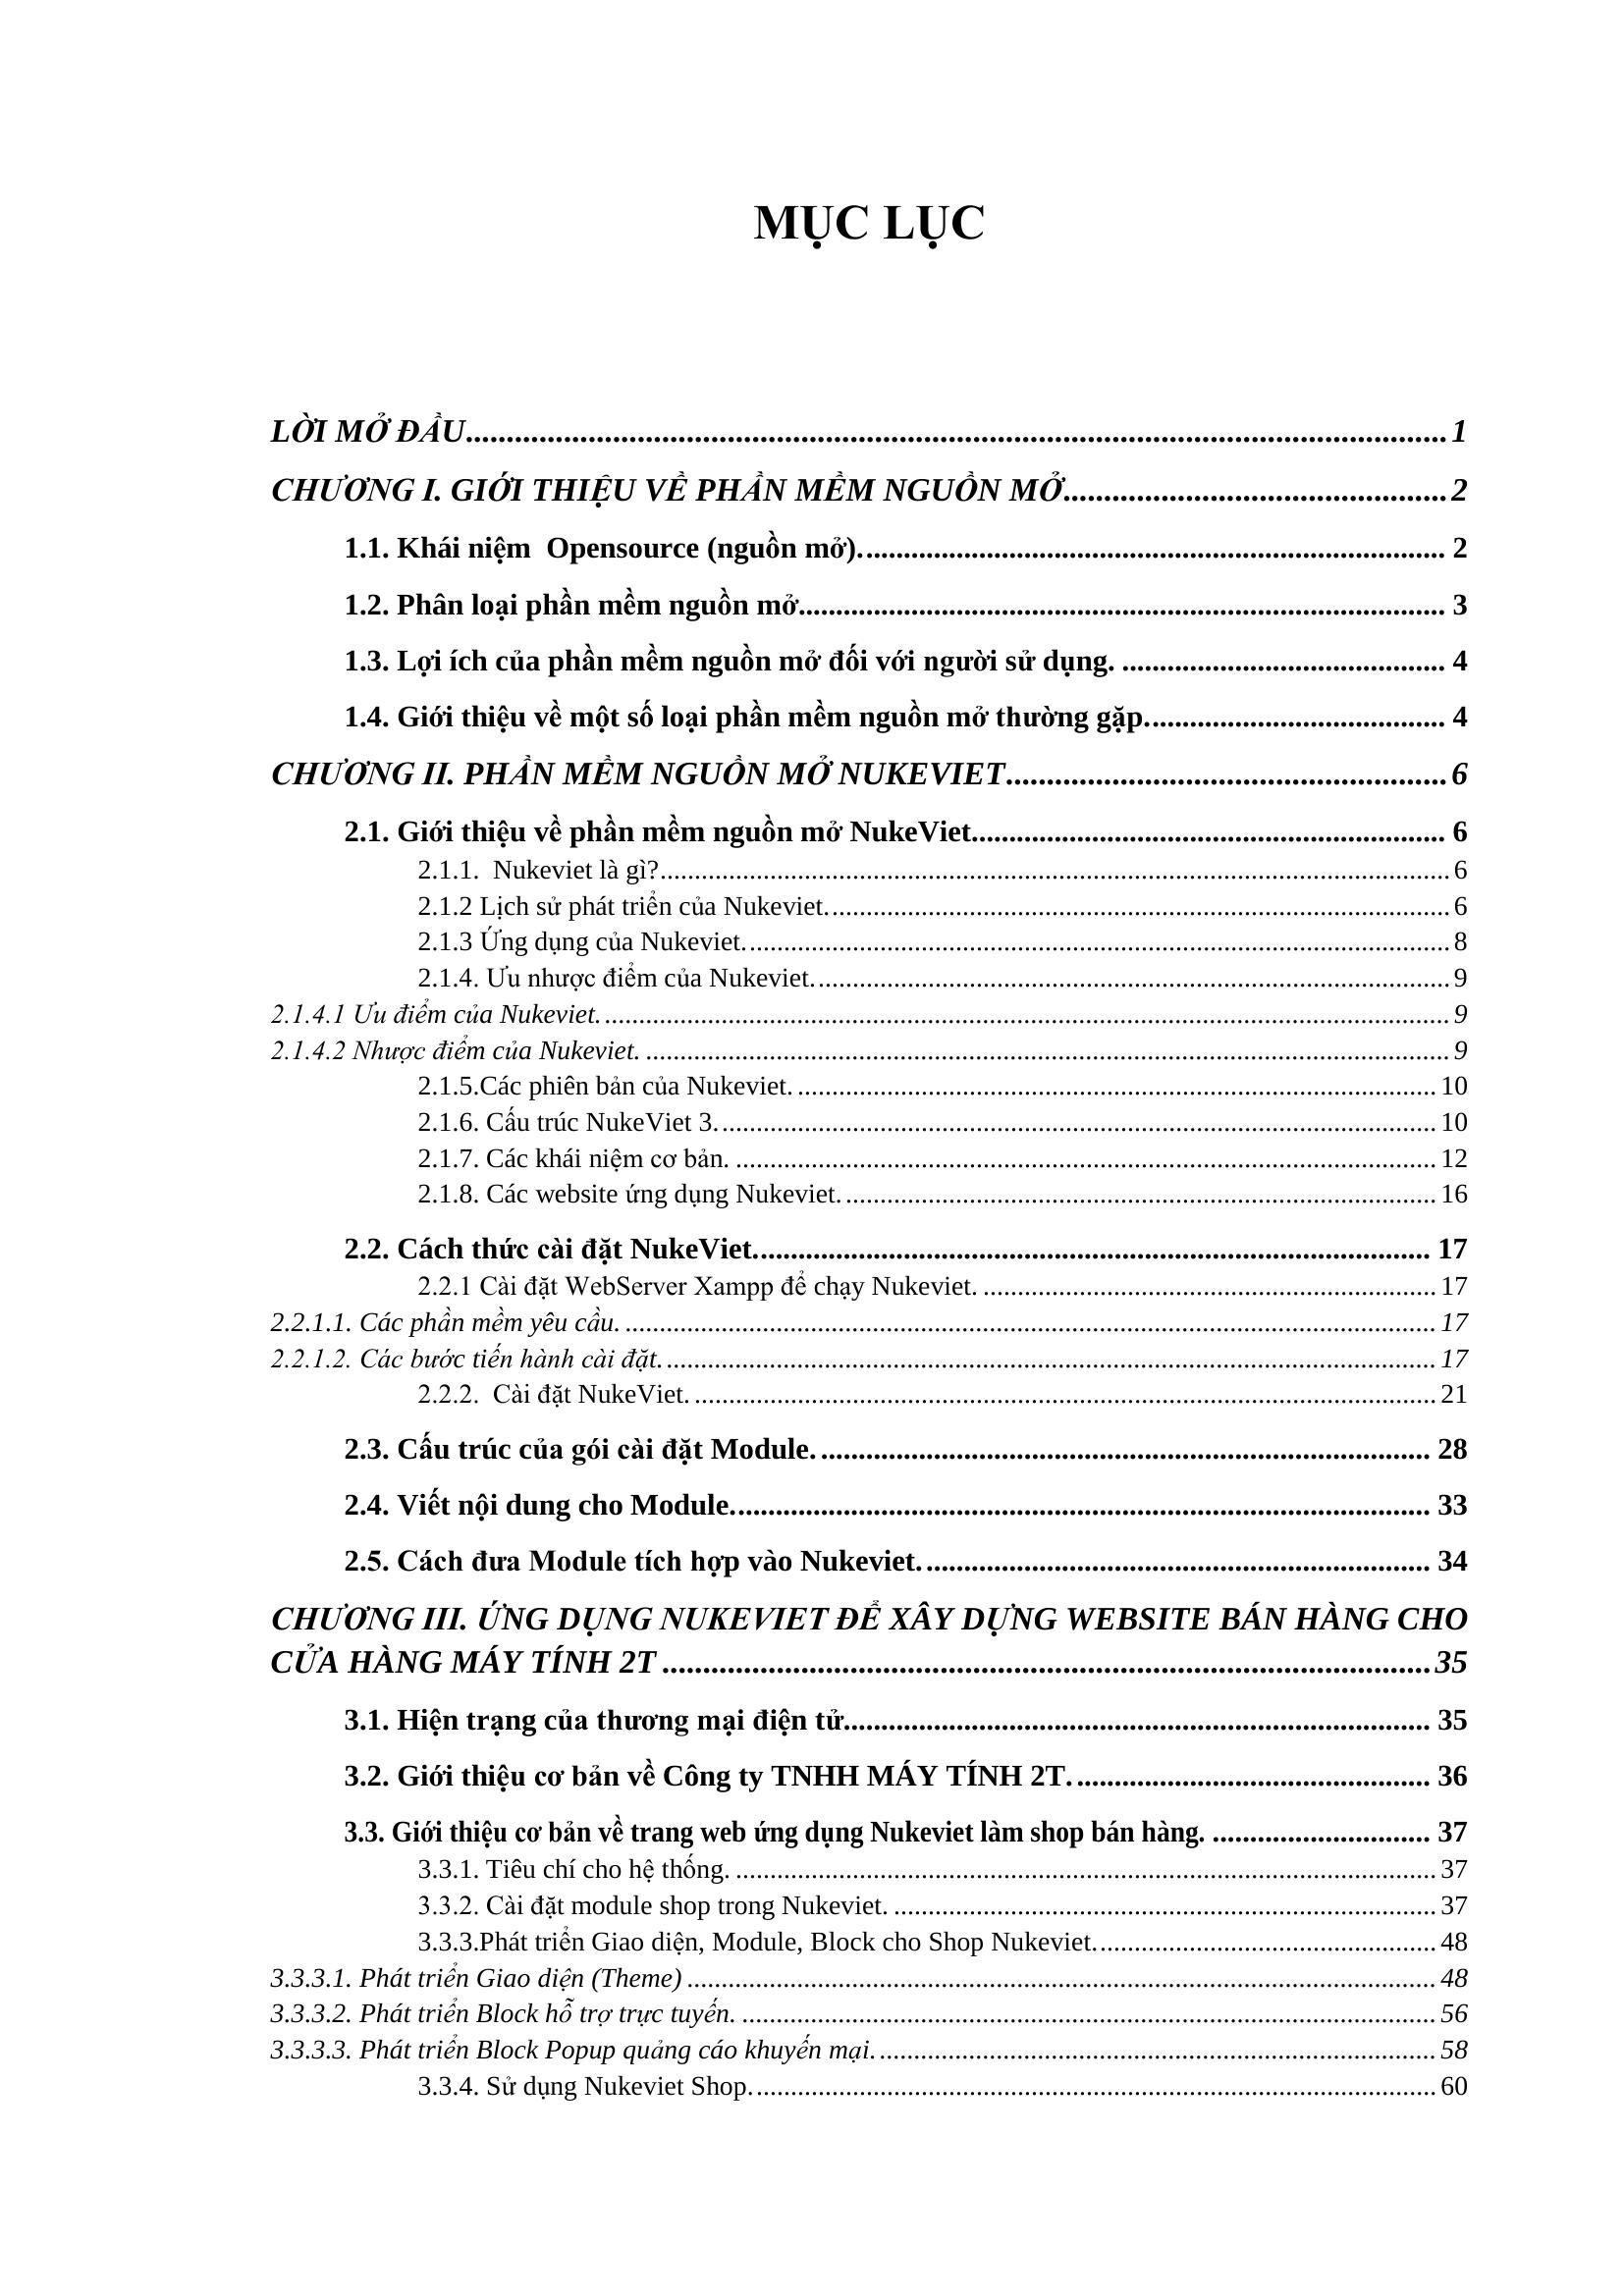 MỤC LỤC
LỜI MỞ ĐẦU........................................................................................................................1
CHƯƠNG I. GIỚI THIỆU VỀ PHẦN MỀM NGUỒN MỞ...............................................2
1.1. Khái niệm  Opensource (nguồn mở)............................................................................... 2
1.2. Phân loại phần mềm nguồn mở....................................................................................... 3
1.3. Lợi ích của phần mềm nguồn mở đối với người sử dụng. ........................................... 4
1.4. Giới thiệu về một số loại phần mềm nguồn mở thường gặp........................................ 4
CHƯƠNG II. PHẦN MỀM NGUỒN MỞ NUKEVIET......................................................6
2.1. Giới thiệu về phần mềm nguồn mở NukeViet................................................................ 6
2.1.1.  Nukeviet là gì?...................................................................................................................6
2.1.2 Lịch sử phát triển của Nukeviet...........................................................................................6
2.1.3 Ứng dụng của Nukeviet.......................................................................................................8
2.1.4. Ưu nhược điểm của Nukeviet.............................................................................................9
2.1.4.1 Ưu điểm của Nukeviet. ...........................................................................................................................9
2.1.4.2 Nhược điểm của Nukeviet. .....................................................................................................................9
2.1.5.Các phiên bản của Nukeviet. .............................................................................................10
2.1.6. Cấu trúc NukeViet 3.........................................................................................................10
2.1.7. Các khái niệm cơ bản. ......................................................................................................12
2.1.8. Các website ứng dụng Nukeviet.......................................................................................16
2.2. Cách thức cài đặt NukeViet........................................................................................... 17
2.2.1 Cài đặt WebServer Xampp để chạy Nukeviet. ..................................................................17
2.2.1.1. Các phần mềm yêu cầu. ......................................................................................................................17
2.2.1.2. Các bước tiến hành cài đặt..................................................................................................................17
2.2.2.  Cài đặt NukeViet. ............................................................................................................21
2.3. Cấu trúc của gói cài đặt Module. .................................................................................. 28
2.4. Viết nội dung cho Module.............................................................................................. 33
2.5. Cách đưa Module tích hợp vào Nukeviet..................................................................... 34
CHƯƠNG III. ỨNG DỤNG NUKEVIET ĐỂ XÂY DỰNG WEBSITE BÁN HÀNG CHO
CỬA HÀNG MÁY TÍNH 2T ..............................................................................................35
3.1. Hiện trạng của thương mại điện tử............................................................................... 35
3.2. Giới thiệu cơ bản về Công ty TNHH MÁY TÍNH 2T................................................. 36
3.3. Giới thiệu cơ bản về trang web ứng dụng Nukeviet làm shop bán hàng. ............................. 37
3.3.1. Tiêu chí cho hệ thống. ......................................................................................................37
3.3.2. Cài đặt module shop trong Nukeviet. ...............................................................................37
3.3.3.Phát triển Giao diện, Module, Block cho Shop Nukeviet..................................................48
3.3.3.1. Phát triển Giao diện (Theme) .............................................................................................................48
3.3.3.2. Phát triển Block hỗ trợ trực tuyến. .....................................................................................................56
3.3.3.3. Phát triển Block Popup quảng cáo khuyến mại..................................................................................58
3.3.4. Sử dụng Nukeviet Shop....................................................................................................60